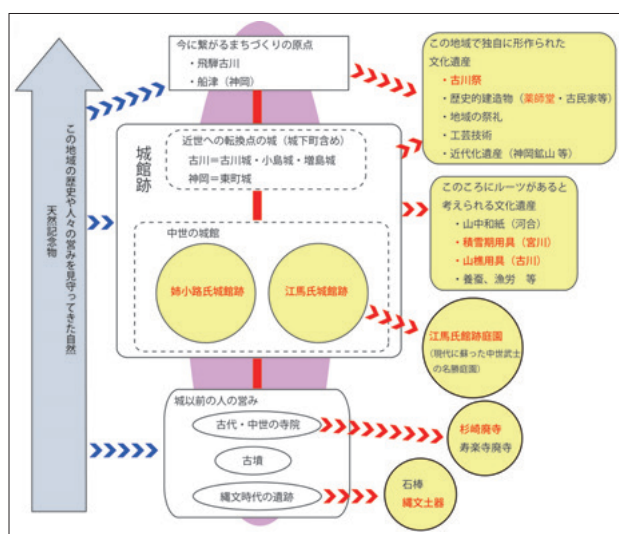 今に繋がるまちづくりの原点
・飛騨古川
・船津（神岡）
この地域で独自に形作られた
文化遺産
・古川祭
・歴史的建造物（薬師堂・古民家等）
・地域の祭礼
・工芸技術
・近代化遺産（神岡鉱山 等）
この地域の歴史や人々の営みを見守ってきた自然
天然記念物
城館跡
近世への転換点の城（城下町含め）
古川＝古川城・小島城・増島城
神岡＝東町城
このころにルーツがあると
考えられる文化遺産
・山中和紙（河合）
・積雪期用具（宮川）
・山樵用具（古川）
・養蚕、漁労　等
中世の城館
姉小路氏城館跡
江馬氏城館跡
江馬氏館跡庭園
（現代に蘇った中世武士
の名勝庭園）
城以前の人の営み
古代・中世の寺院
古墳
縄文時代の遺跡
杉崎廃寺
寿楽寺廃寺
石棒
縄文土器